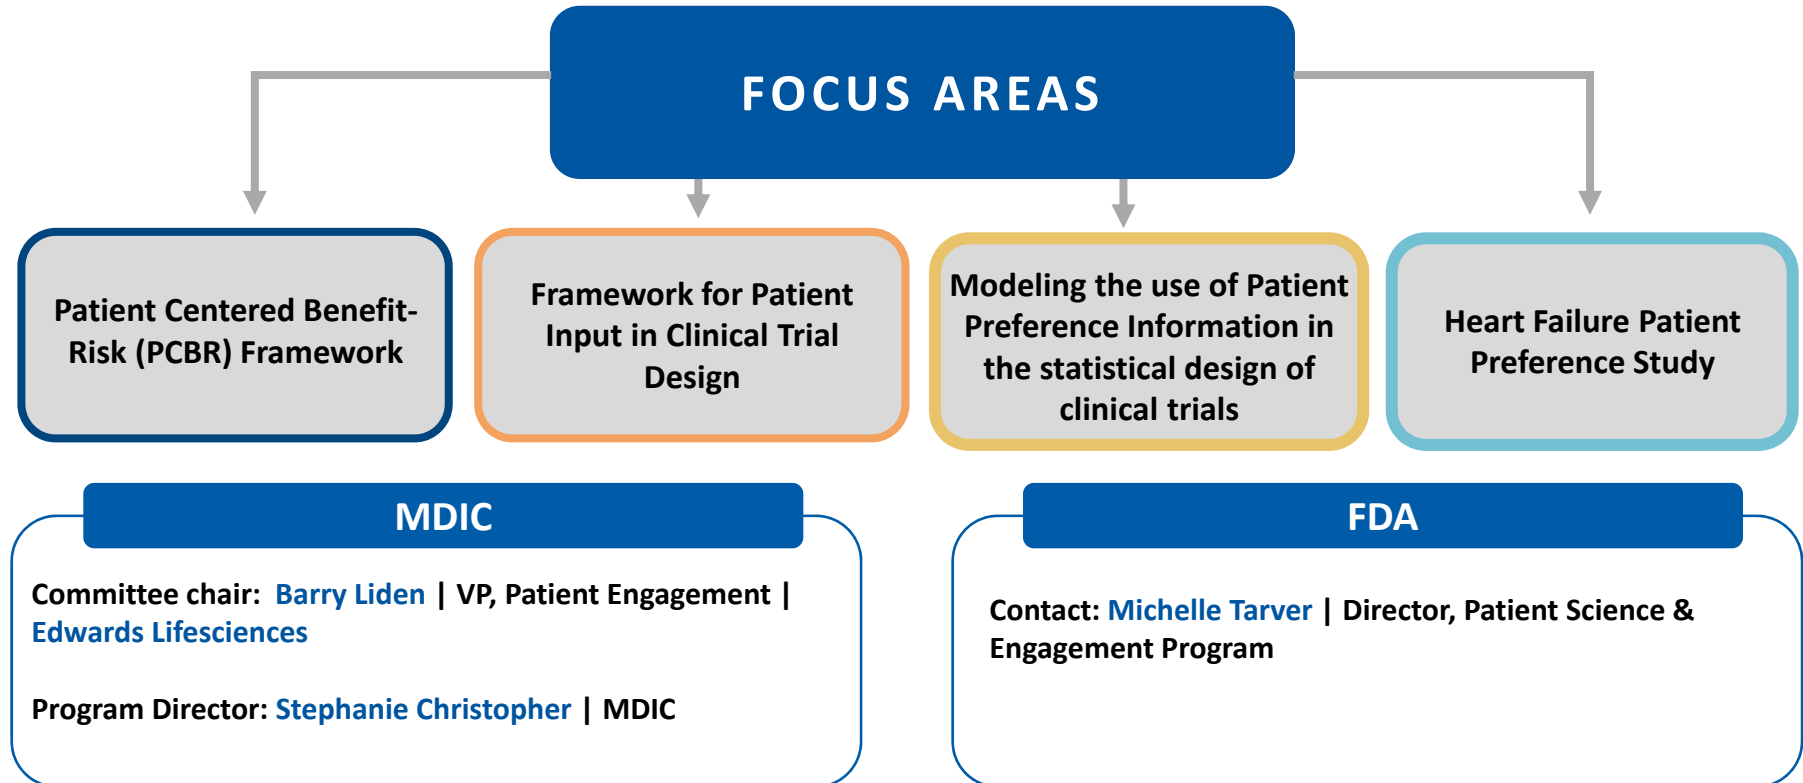 FOCUS AREAS
Patient Centered Benefit-
Risk (PCBR) Framework
Framework for Patient
Input in Clinical Trial
Design
Modeling the use of Patient
Preference Information in
the statistical design of
clinical trials
Heart Failure Patient
Preference Study
MDIC
Committee chair:  Barry Liden | VP, Patient Engagement |
Edwards Lifesciences
Program Director: Stephanie Christopher | MDIC
FDA
Contact: Michelle Tarver | Director, Patient Science &
Engagement Program